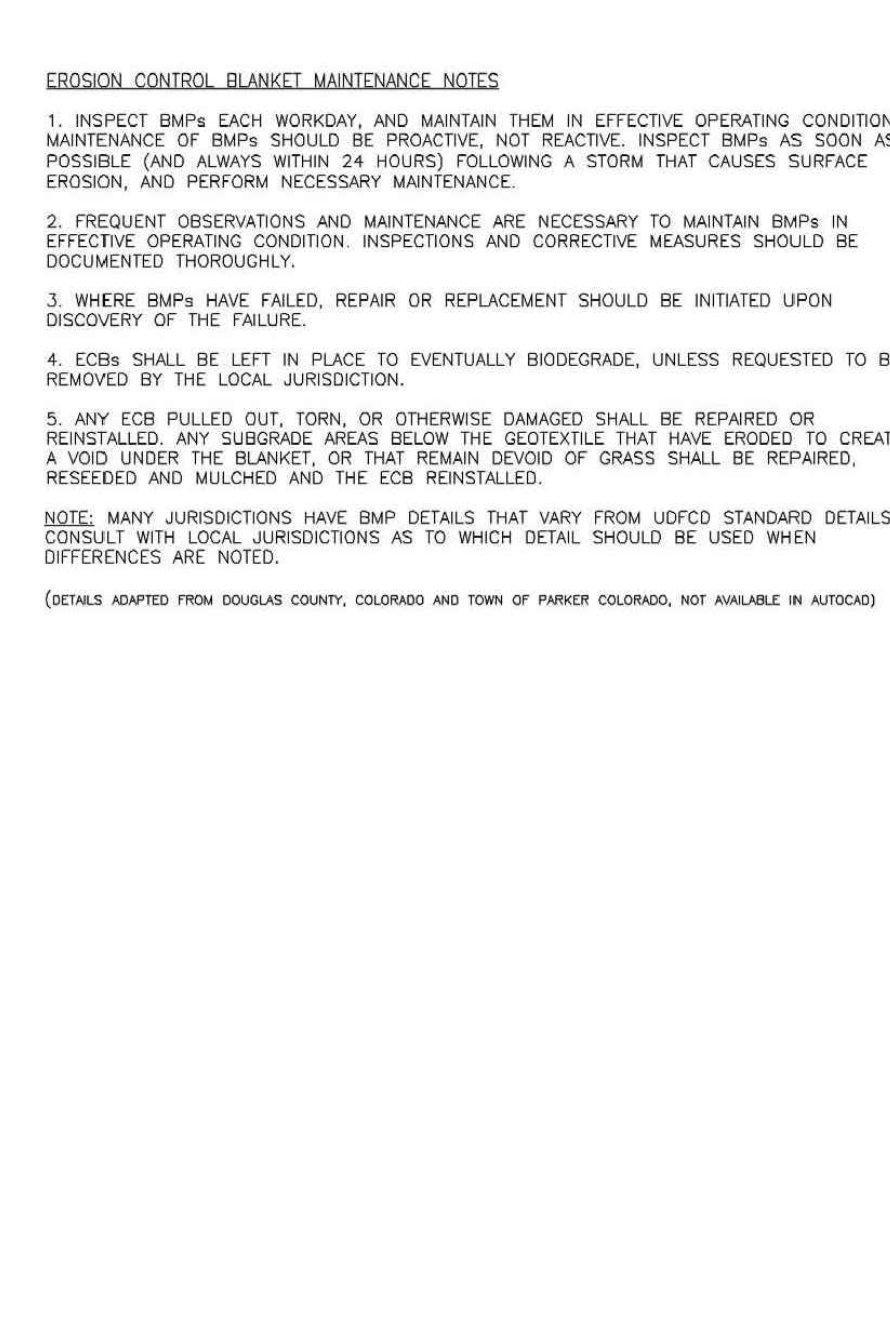 EROSION CONTROL BLANKET MAINTENANCE NOTES
1. INSPECT BMPs EACH WORKDAY, AND MAINTAIN THEM IN EFFECTIVE OPERATING CONDITION
MAINTENANCE OF BMPs SHOULD BE PROACTIVE, NOT REACTIVE. INSPECT BMPs AS SOON AS
POSSIBLE (AND ALWAYS WITHIN 24 HOURS) FOLLOWING A STORM THAT CAUSES SURFACE
EROSION, AND PERFORM NECESSARY MAINTENANCE.
2. FREQUENT OBSERVATIONS AND MAINTENANCE ARE NECESSARY TO MAINTAIN BMPs IN
EFFECTIVE OPERATING CONDITION. INSPECTIONS AND CORRECTIVE MEASURES SHOULD BE
DOCUMENTED THOROUGHLY.
3. WHERE BMPs HAVE FAILED, REPAIR OR REPLACEMENT SHOULD BE INITIATED UPON
DISCOVERY OF THE FAILURE.
4. ECBs SHALL BE LEFT IN PLACE TO EVENTUALLY BIODEGRADE, UNLESS REQUESTED TO B
REMOVED BY THE LOCAL JURISDICTION.
5. ANY ECB PULLED OUT, TORN, OR OTHERWISE DAMAGED SHALL BE REPAIRED OR
REINSTALLED. ANY SUBGRADE AREAS BELOW THE GEOTEXTILE THAT HAVE ERODED TO CREAT
A VOID UNDER THE BLANKET, OR THAT REMAIN DEVOID OF GRASS SHALL BE REPAIRED,
RESEEDED AND MULCHED AND THE ECB REINSTALLED.
NOTE: MANY JURISDICTIONS HAVE BMP DETAILS THAT VARY FROM UDFCD STANDARD DETAILS
CONSULT WITH LOCAL JURISDICTIONS AS TO WHICH DETAIL SHOULD BE USED WHEN
DIFFERENCES ARE NOTED.
(DETAILS ADAPTED FROM DOUGLAS COUNTY, COLORADO AND TOWN OF PARKER COLORADO, NOT AVAILABLE IN AUTOCAD)